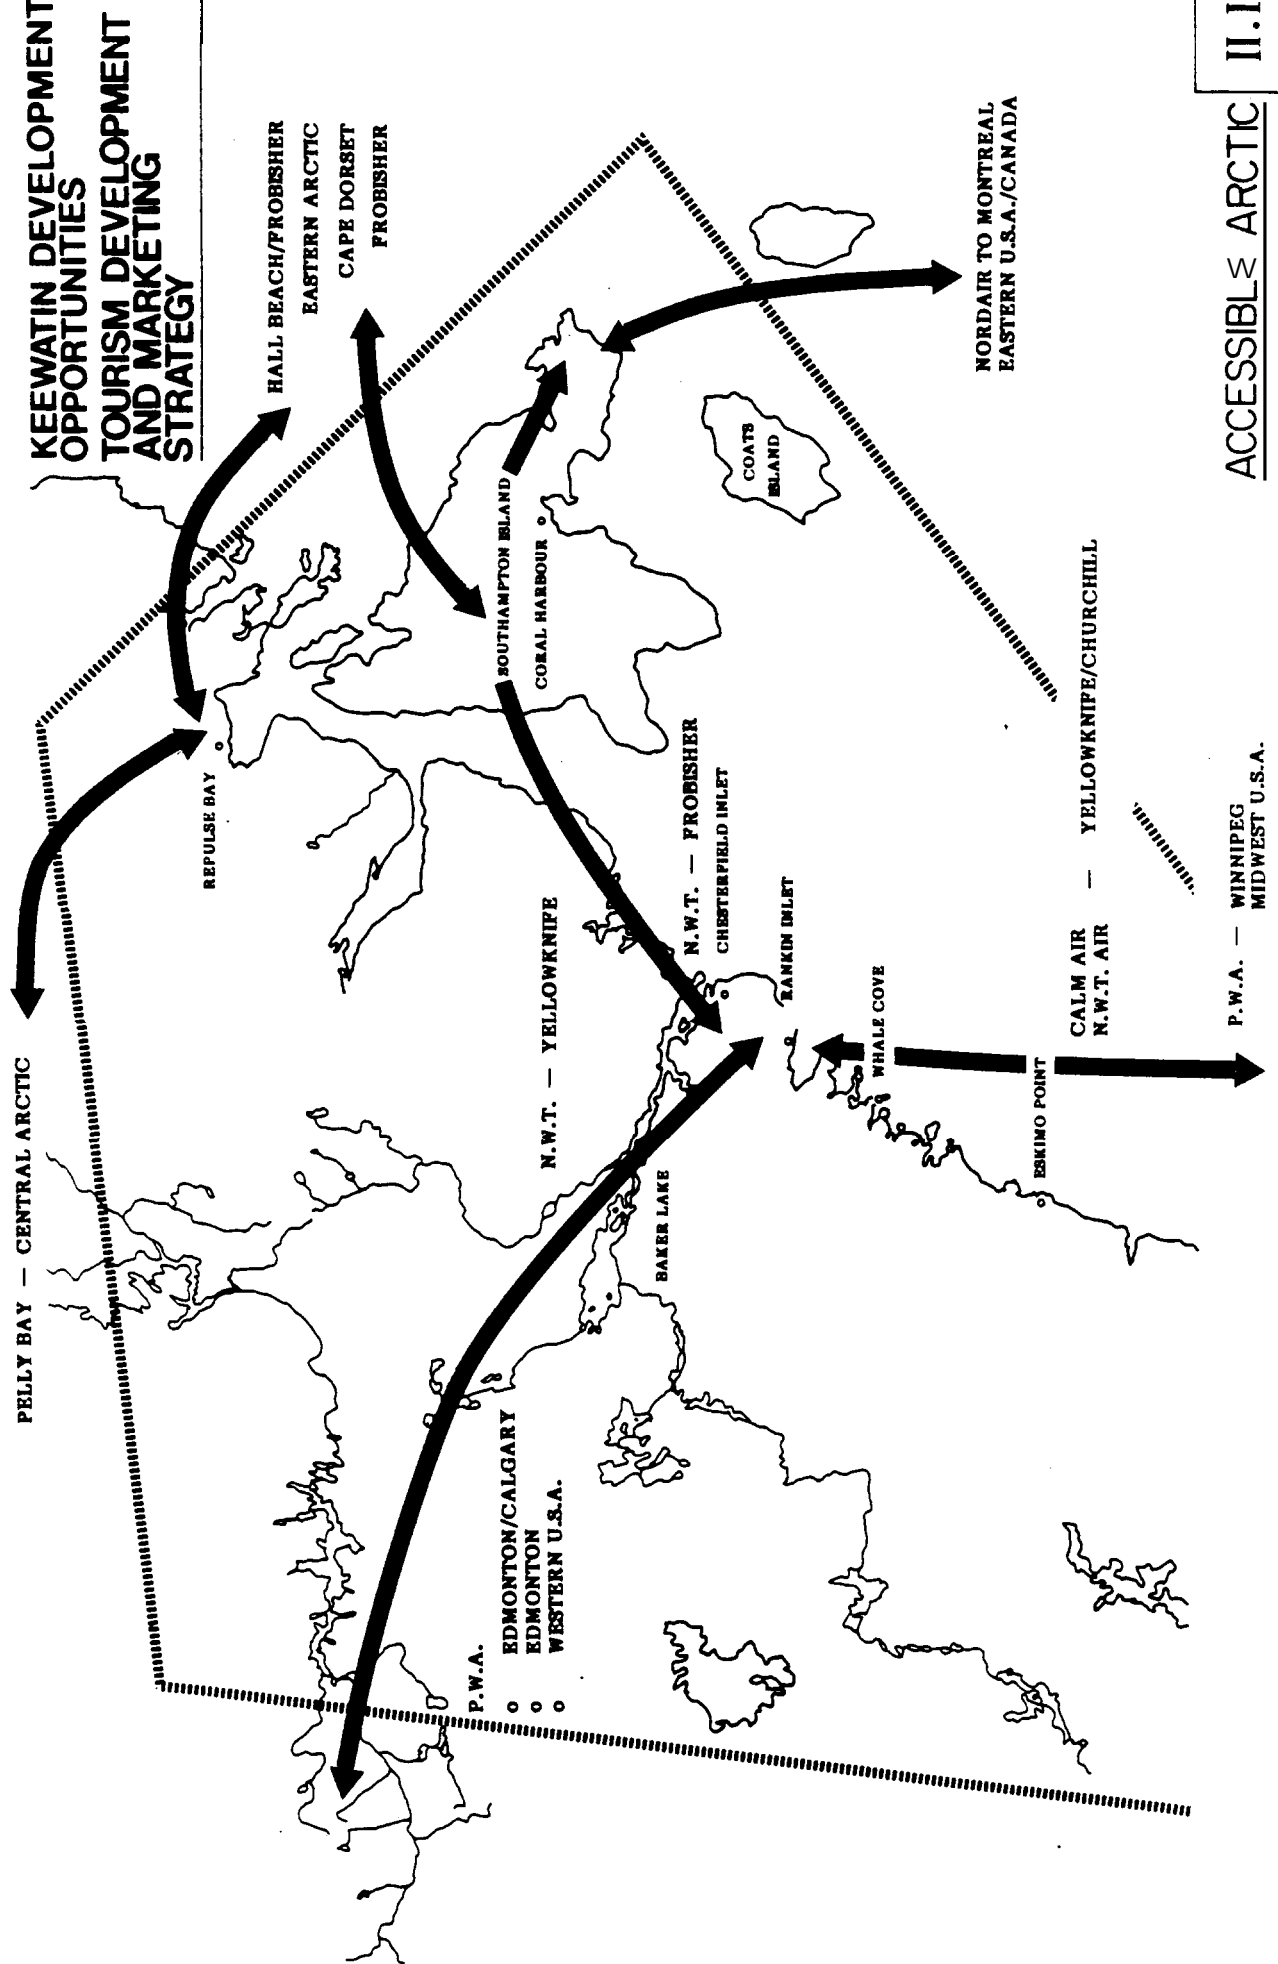 KEEWATIN DEVELOPMENT
OPPORTUNITIES
TOURISM DEVELOPMENT
AND MARKETING
STRATEGY
PELLY BAY — CENTRAL ARCTIC
HALL BEACH/FROBISHER
EASTERN ARCTIC
CAPE DORSET
FROBISHER
REPULSE BAY
SOUTHAMPTON ISLAND
CORAL HARBOUR
COATS
ISLAND
NORDAIR TO MONTREAL
EASTERN U.S.A./CANADA
N.W.T. — YELLOWKNIFE
N.W.T. — FROBISHER
CHESTERFIELD INLET
RANKIN INLET
BAKER LAKE
WHALE COVE
ESKIMO POINT
P.W.A.
o EDMONTON/CALGARY
o EDMONTON
o WESTERN U.S.A.
CALM AIR — YELLOWKNIFE/CHURCHILL
N.W.T. AIR
P.W.A. — WINNIPEG
MIDWEST U.S.A.
ACCESSIBLE ARCTIC
II.1